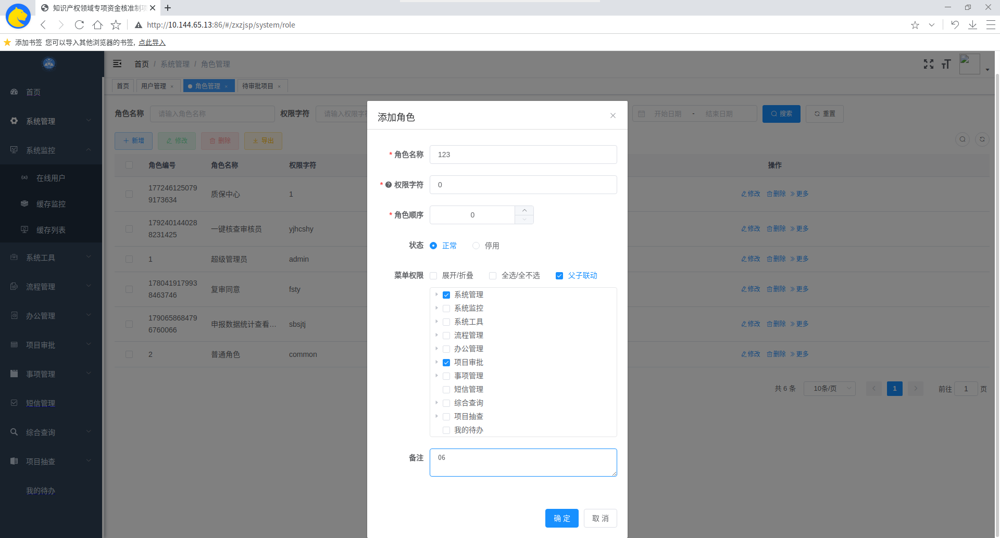 知识产权领域专项资金核准制项
http://10.144.65.13:86/#/zxzjsp/system/role
添加书签 您可以导入其他浏览器的书签, 点此导入
首页 / 系统管理 / 角色管理
首页 用户管理 × 角色管理 × 待审批项目 ×
首页
系统管理
系统监控
在线用户
缓存监控
缓存列表
系统工具
流程管理
办公管理
项目审批
事项管理
短信管理
综合查询
项目抽查
我的待办
角色名称 请输入角色名称 权限字符 请输入权限字 开始日期 - 结束日期 搜索 重置
新增 修改 删除 导出
角色编号 角色名称 权限字符 操作
177246125079
9173634 质保中心 1 修改 删除 更多
179240144028
8231425 一键核查审核员 yjhcshy 修改 删除 更多
1 超级管理员 admin 修改 删除 更多
178041917993
8463746 复审同意 fsty 修改 删除 更多
179065868479
6760066 申报数据统计查看… sbsjtj 修改 删除 更多
2 普通角色 common 修改 删除 更多
共 6 条 10条/页 1 前往 1 页
添加角色
* 角色名称 123
* 权限字符 0
* 角色顺序 0
状态 正常 停用
菜单权限 展开/折叠 全选/全不选 父子联动
系统管理
系统监控
系统工具
流程管理
办公管理
项目审批
事项管理
短信管理
综合查询
项目抽查
我的待办
备注 06
确 定 取 消